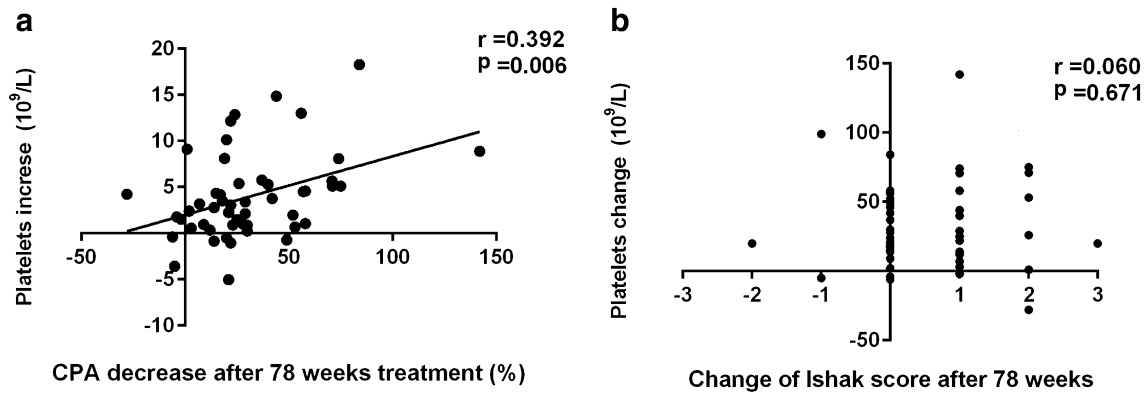 a
r =0.392
p =0.006
Platelets increse (10⁹/L)
20
15
10
5
-5
-10
-50
50
100
150
CPA decrease after 78 weeks treatment (%)
b
r =0.060
p =0.671
Platelets change (10⁹/L)
150
100
50
-50
-3
-2
-1
1
2
3
Change of Ishak score after 78 weeks